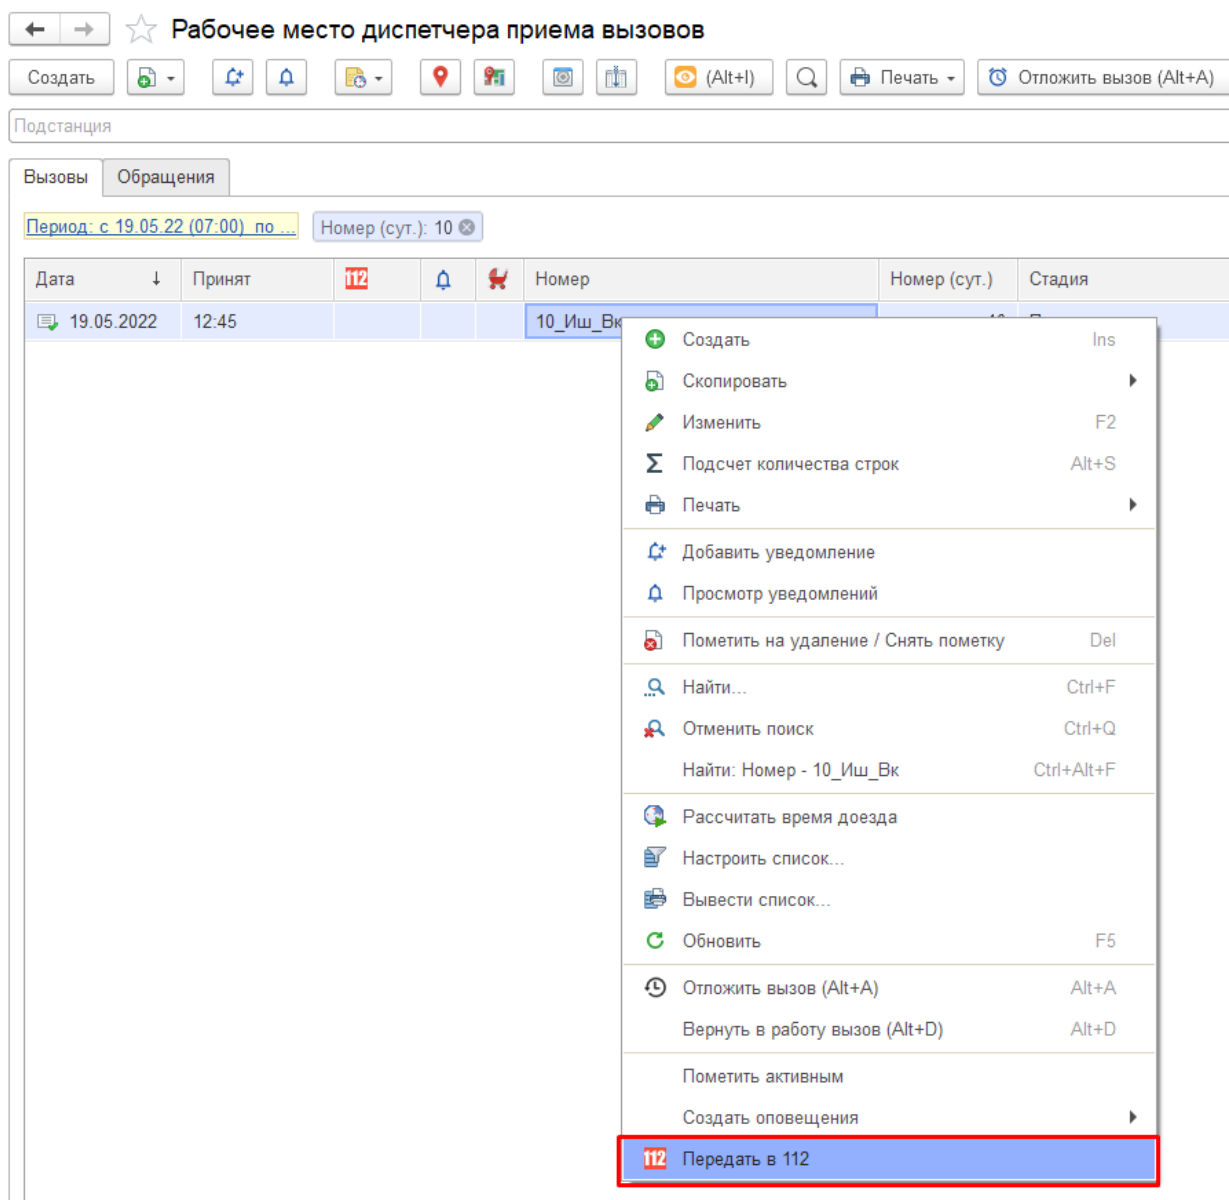 Рабочее место диспетчера приема вызовов
Создать (Alt+I) Печать Отложить вызов (Alt+A)
Подстанция
Вызовы Обращения
Период: с 19.05.22 (07:00) по ... Номер (сут.): 10
Дата ↓ Принят 112 Номер Номер (сут.) Стадия
19.05.2022 12:45 10_Иш_Вк
Создать Ins
Скопировать
Изменить F2
Подсчет количества строк Alt+S
Печать
Добавить уведомление
Просмотр уведомлений
Пометить на удаление / Снять пометку Del
Найти... Ctrl+F
Отменить поиск Ctrl+Q
Найти: Номер - 10_Иш_Вк Ctrl+Alt+F
Рассчитать время доезда
Настроить список...
Вывести список...
Обновить F5
Отложить вызов (Alt+A) Alt+A
Вернуть в работу вызов (Alt+D) Alt+D
Пометить активным
Создать оповещения
112 Передать в 112